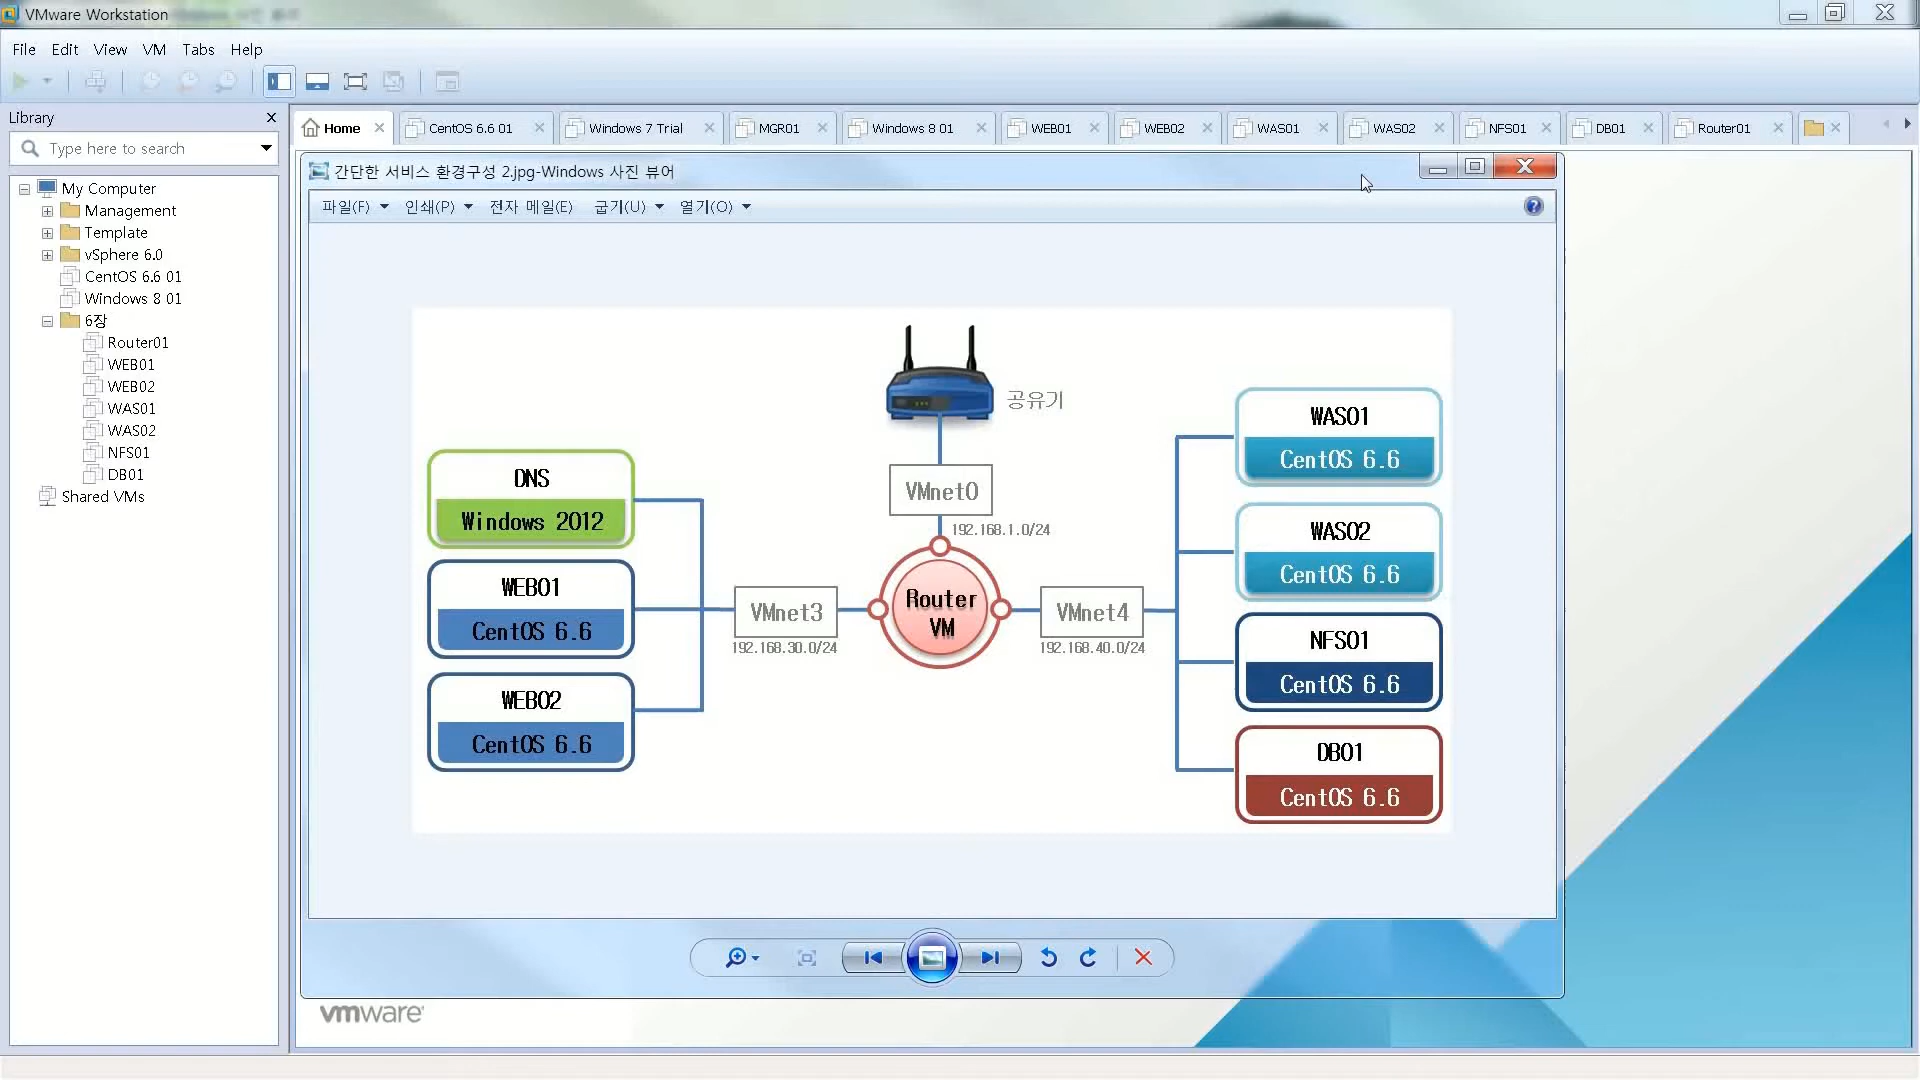 VMware Workstation
File Edit View VM Tabs Help
Library
Type here to search
My Computer
Management
Template
vSphere 6.0
CentOS 6.6 01
Windows 8 01
6장
Router01
WEB01
WEB02
WAS01
WAS02
NFS01
DB01
Shared VMs
Home CentOS 6.6 01 Windows 7 Trial MGR01 Windows 8 01 WEB01 WEB02 WAS01 WAS02 NFS01 DB01 Router01
간단한 서비스 환경구성 2.jpg-Windows 사진 뷰어
파일(F) 인쇄(P) 전자 메일(E) 굽기(U) 열기(O)
공유기
VMnet0
192.168.1.0/24
DNS
Windows 2012
WEB01
CentOS 6.6
WEB02
CentOS 6.6
VMnet3
192.168.30.0/24
Router
VM
VMnet4
192.168.40.0/24
WAS01
CentOS 6.6
WAS02
CentOS 6.6
NFS01
CentOS 6.6
DB01
CentOS 6.6
vmware